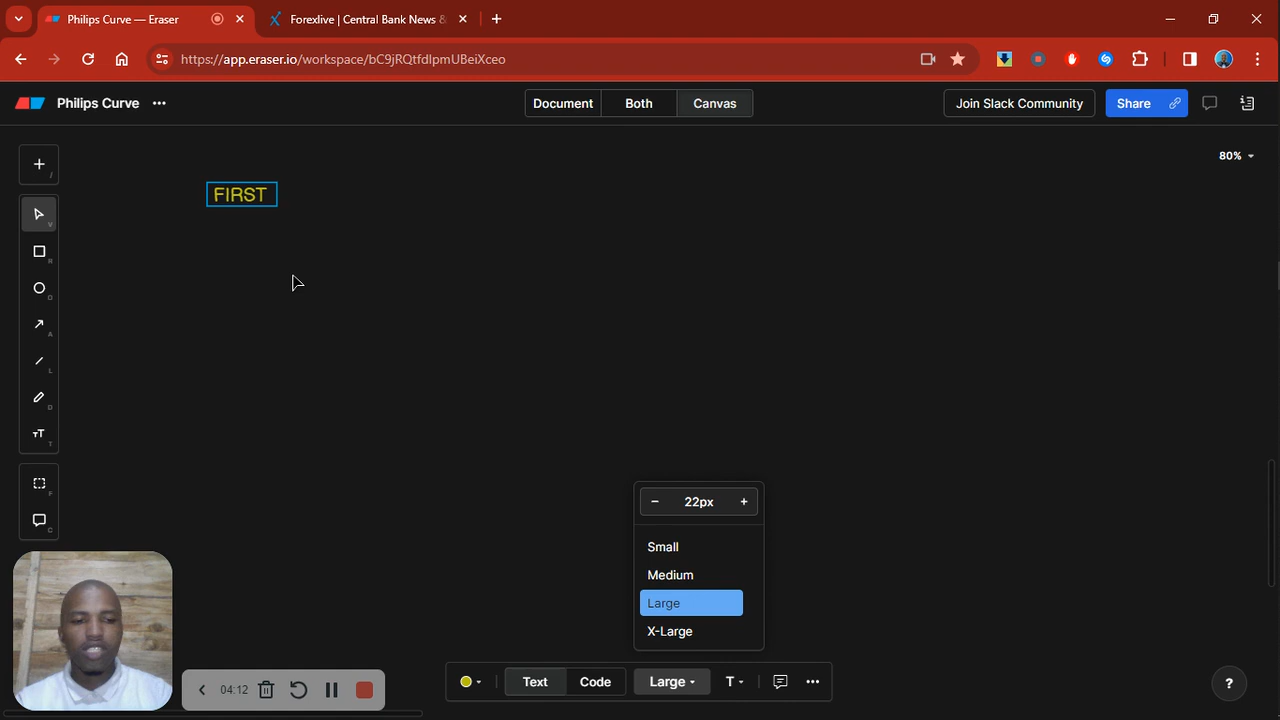 Philips Curve — Eraser
Forexlive | Central Bank News &
https://app.eraser.io/workspace/bC9jRQtfdIpmUBeiXceo
Philips Curve
Document
Both
Canvas
Join Slack Community
Share
80%
/
FIRST
V
R
O
A
L
D
T
F
C
22px
Small
Medium
Large
X-Large
04:12
Text
Code
Large
T
?